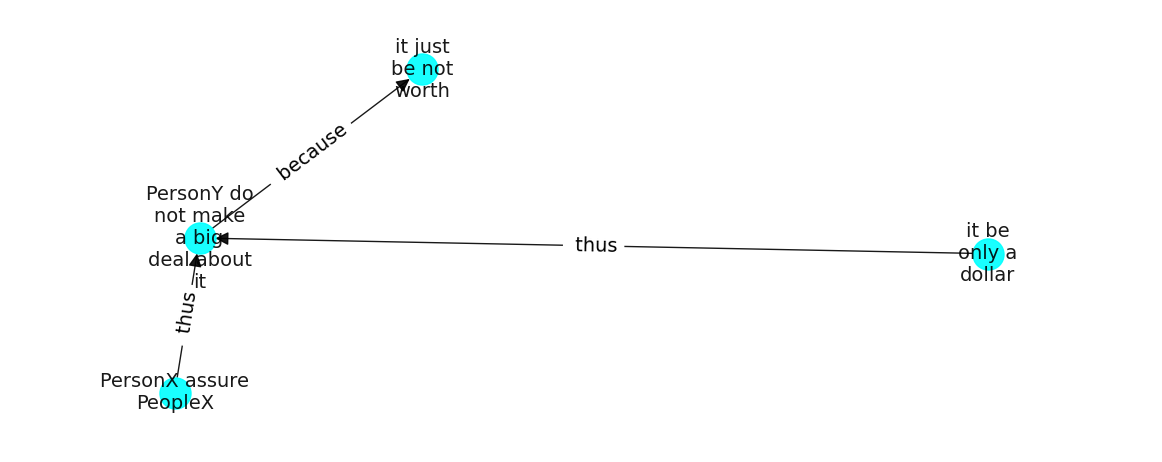 it just
be not
worth
because
PersonY do
not make
a big
deal about
it
thus
it be
only a
dollar
thus
PersonX assure
PeopleX